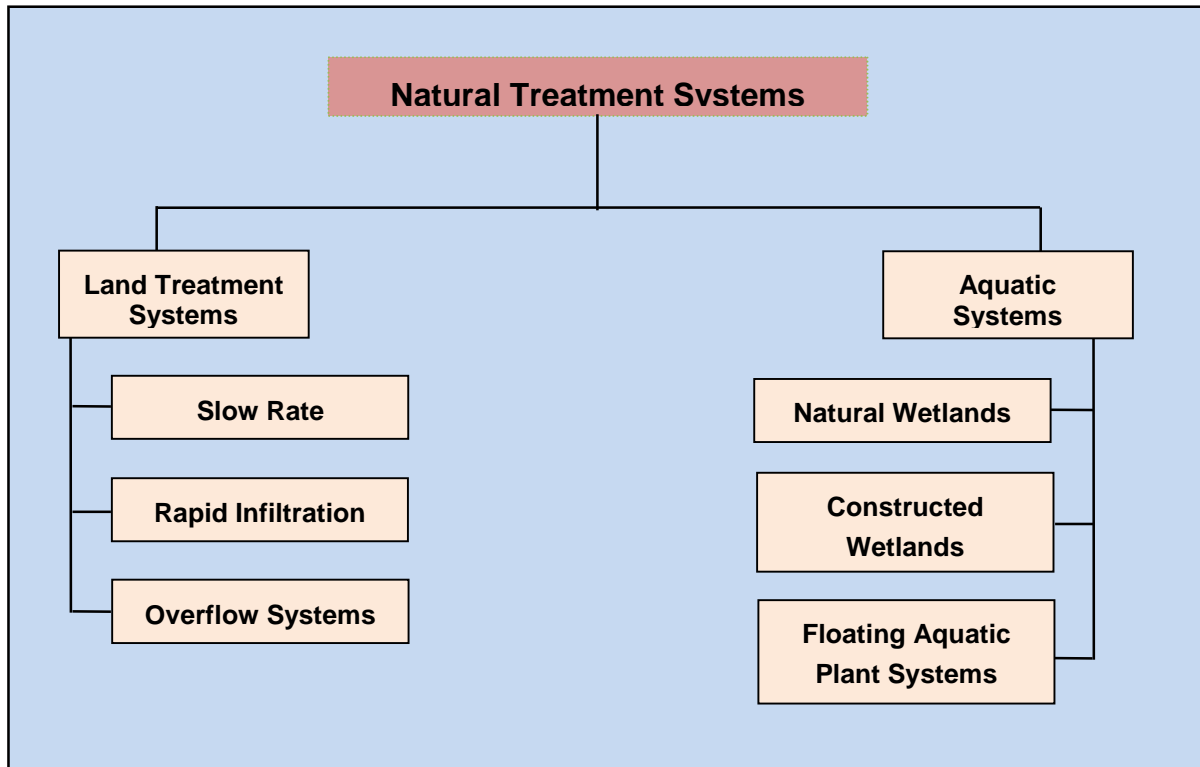 Natural Treatment Systems
Land Treatment
Systems
Slow Rate
Rapid Infiltration
Overflow Systems
Aquatic
Systems
Natural Wetlands
Constructed
Wetlands
Floating Aquatic
Plant Systems